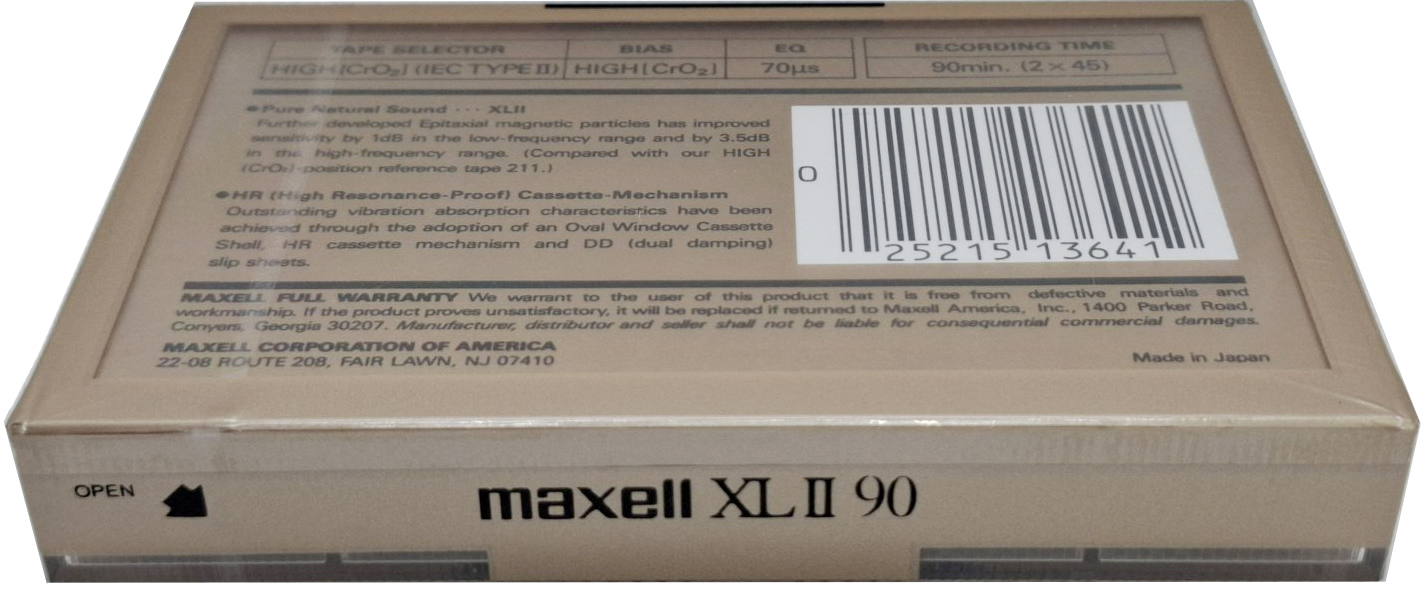 TAPE SELECTOR BIAS EQ RECORDING TIME
HIGH[CrO₂] (IEC TYPE II) HIGH[CrO₂] 70μs 90min. (2×45)
●Pure Natural Sound ··· XLII
Further developed Epitaxial magnetic particles has improved
sensitivity by 1dB in the low-frequency range and by 3.5dB
in the high-frequency range. (Compared with our HIGH
(CrO₂)-position reference tape 211.)
●HR (High Resonance-Proof) Cassette-Mechanism
Outstanding vibration absorption characteristics have been
achieved through the adoption of an Oval Window Cassette
Shell, HR cassette mechanism and DD (dual damping)
slip sheets.
0 25215 13641
MAXELL FULL WARRANTY We warrant to the user of this product that it is free from defective materials and
workmanship. If the product proves unsatisfactory, it will be replaced if returned to Maxell America, Inc., 1400 Parker Road,
Conyers, Georgia 30207. Manufacturer, distributor and seller shall not be liable for consequential commercial damages.
MAXELL CORPORATION OF AMERICA
22-08 ROUTE 208, FAIR LAWN, NJ 07410
Made in Japan
OPEN
maxell XL II 90